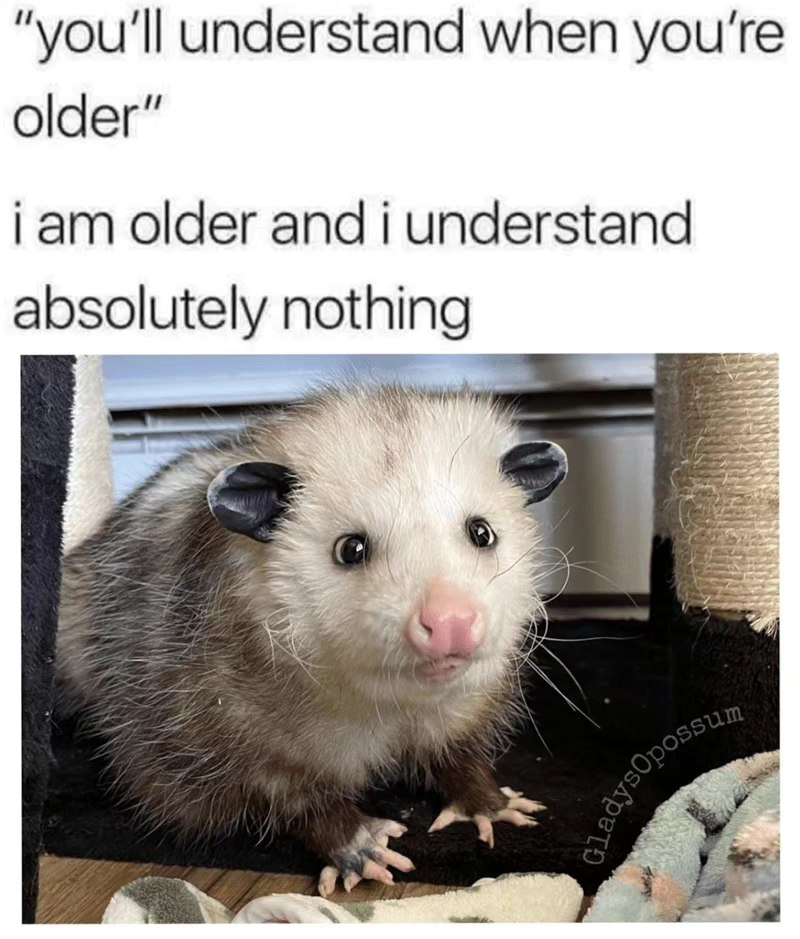 "you'll understand when you're
older"
i am older and i understand
absolutely nothing
GladysOpossum